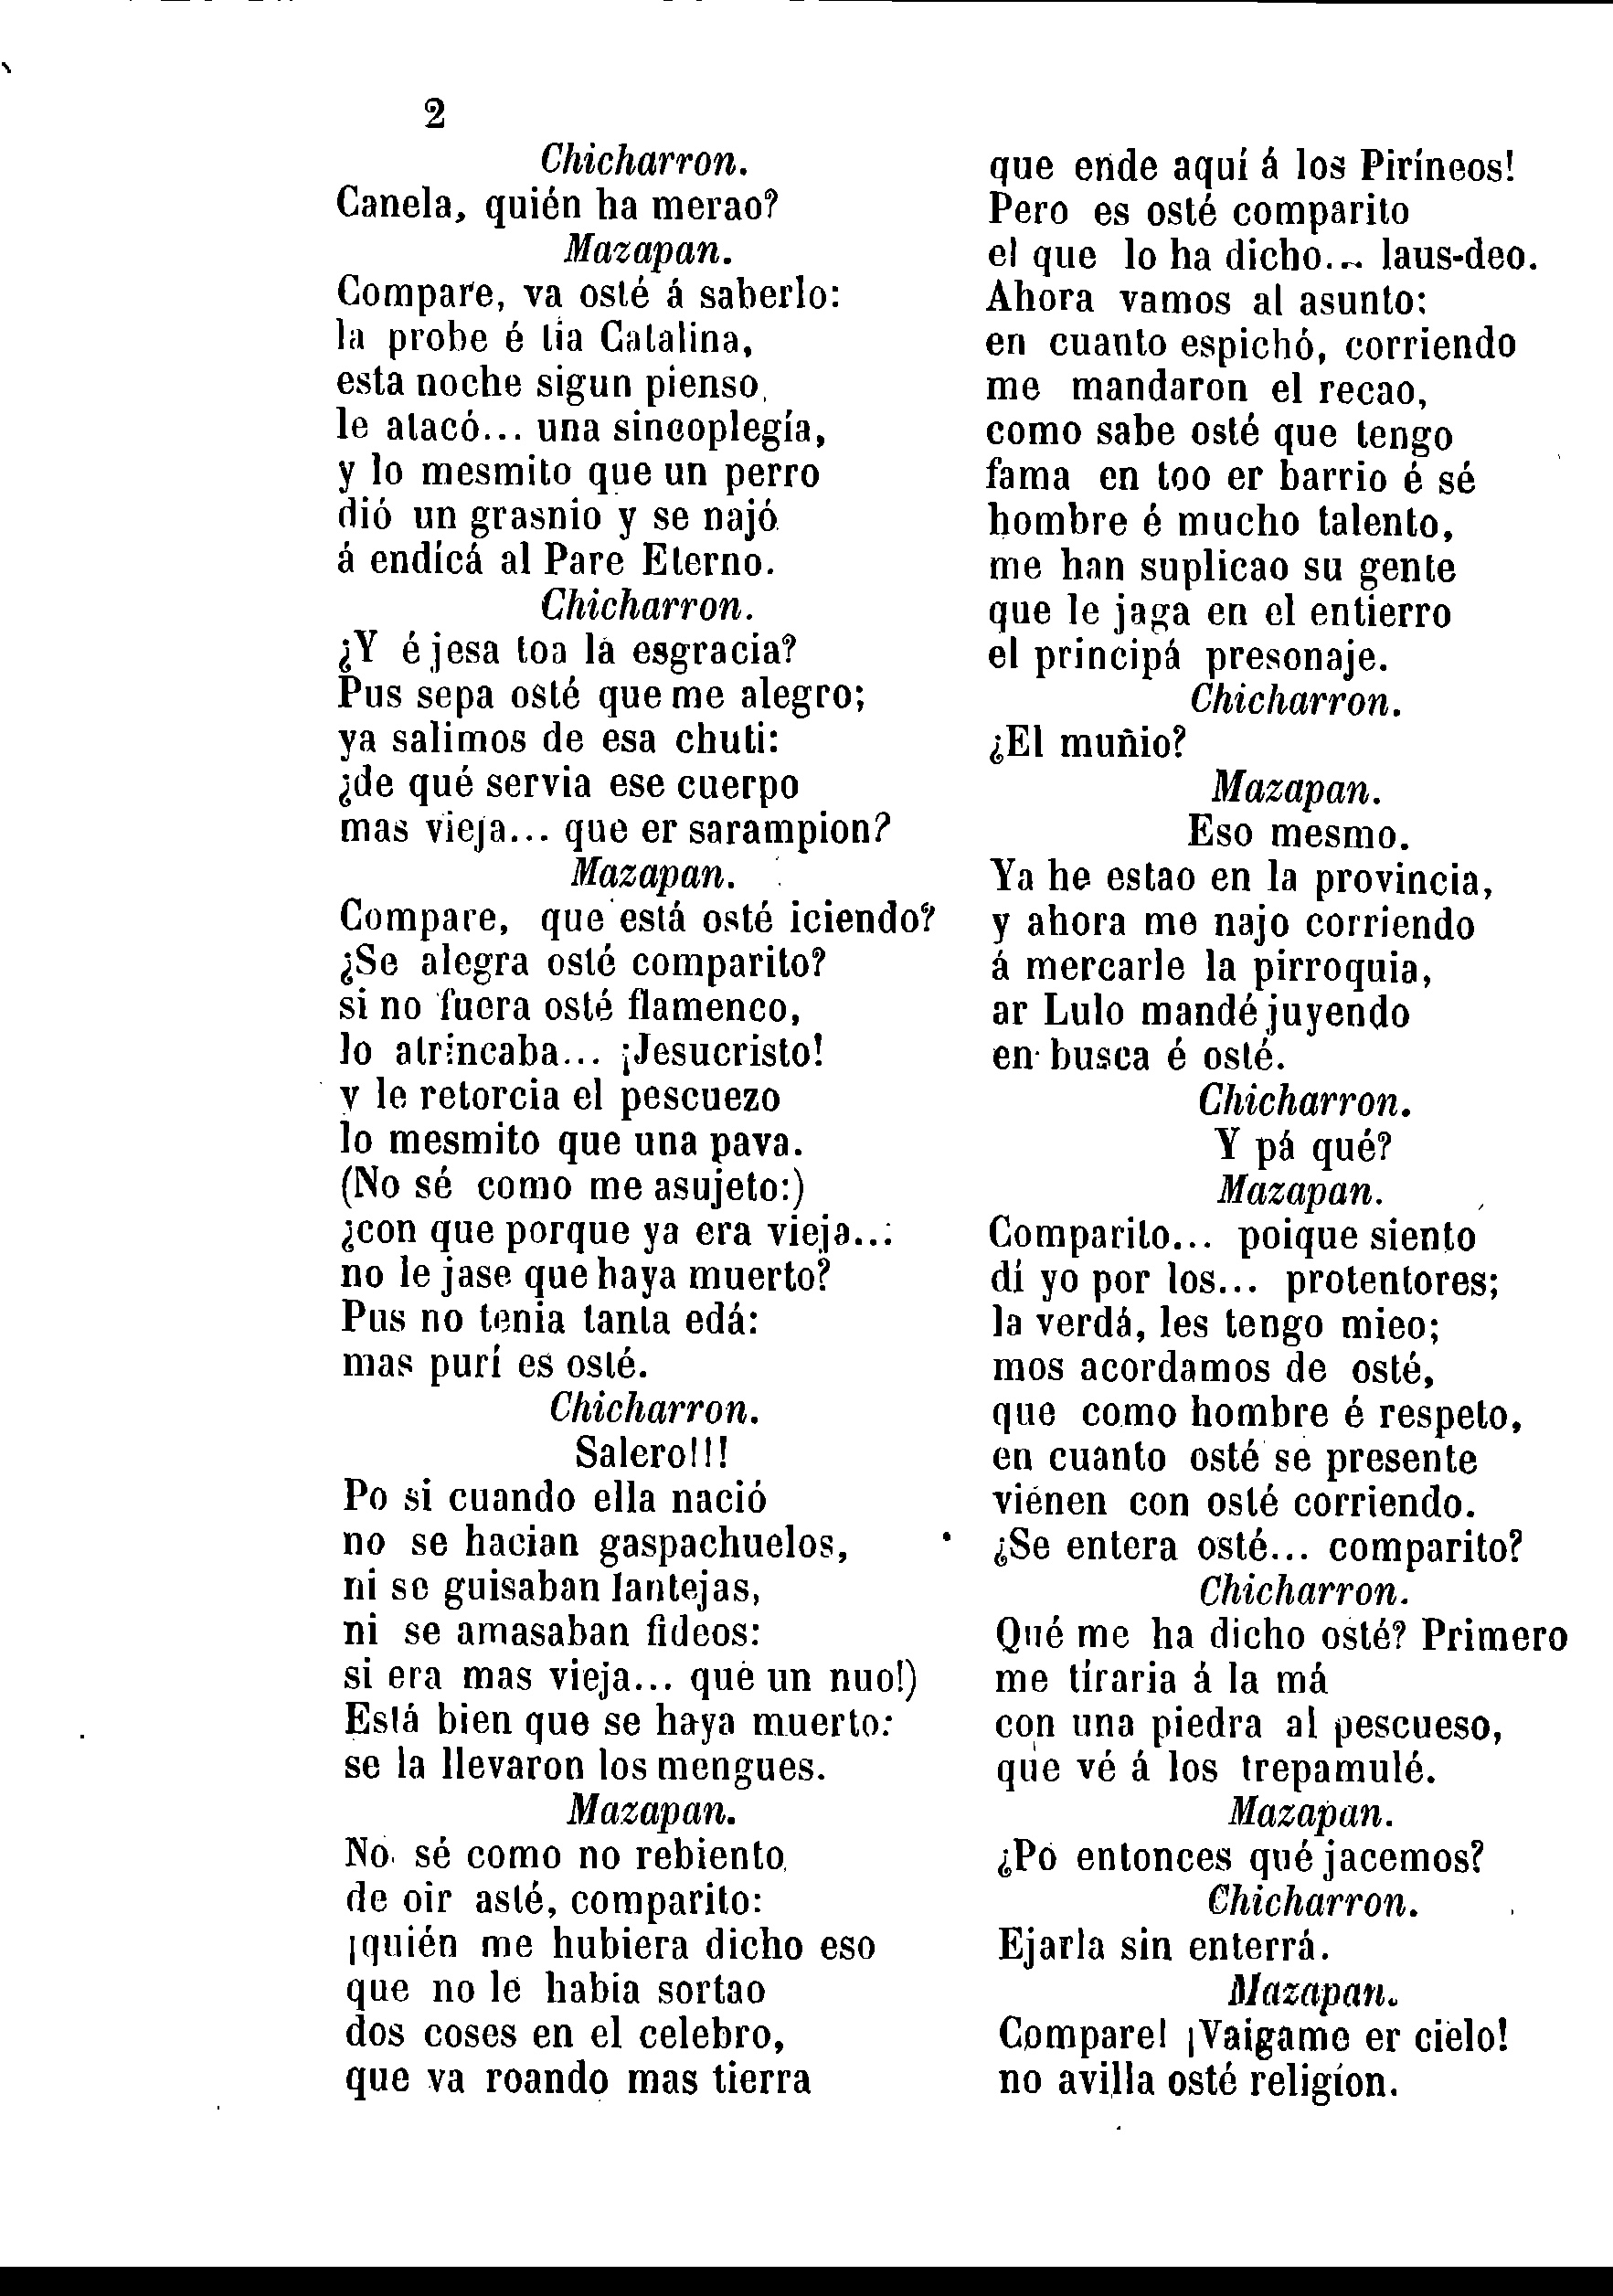 2
Chicharron.
Canela, quién ha merao?
Mazapan.
Compare, va osté á saberlo:
la probe é tia Catalina,
esta noche sigun pienso,
le atacó... una sincoplegía,
y lo mesmito que un perro
dió un grasnio y se najó
á endicá al Pare Eterno.
Chicharron.
¿Y é jesa toa la esgracia?
Pus sepa osté que me alegro;
ya salimos de esa chuti:
¿de qué servia ese cuerpo
mas vieja... que er sarampion?
Mazapan.
Compare, que está osté iciendo?
¿Se alegra osté comparito?
si no fuera osté flamenco,
lo atrincaba... ¡Jesucristo!
y le retorcia el pescuezo
lo mesmito que una pava.
(No sé como me asujeto:)
¿con que porque ya era vieja...
no le jase que haya muerto?
Pus no tenia tanta edá:
mas purí es osté.
Chicharron.
Salero!!!
Po si cuando ella nació
no se hacian gaspachuelos,
ni se guisaban lantejas,
ni se amasaban fideos:
si era mas vieja... que un nuo!)
Está bien que se haya muerto:
se la llevaron los mengues.
Mazapan.
No sé como no rebiento
de oir asté, comparito:
¡quién me hubiera dicho eso
que no le habia sortao
dos coses en el celebro,
que va roando mas tierra
que ende aquí á los Piríneos!
Pero es osté comparito
el que lo ha dicho... laus-deo.
Ahora vamos al asunto:
en cuanto espichó, corriendo
me mandaron el recao,
como sabe osté que tengo
fama en too er barrio é sé
hombre é mucho talento,
me han suplicao su gente
que le jaga en el entierro
el principá presonaje.
Chicharron.
¿El muñio?
Mazapan.
Eso mesmo.
Ya he estao en la provincia,
y ahora me najo corriendo
á mercarle la pirroquia,
ar Lulo mandé juyendo
en busca é osté.
Chicharron.
Y pá qué?
Mazapan.
Comparito... poique siento
dí yo por los... protentores;
la verdá, les tengo mieo;
mos acordamos de osté,
que como hombre é respeto,
en cuanto osté se presente
viénen con osté corriendo.
¿Se entera osté... comparito?
Chicharron.
Qué me ha dicho osté? Primero
me tíraria á la má
con una piedra al pescueso,
que vé á los trepamulé.
Mazapan.
¿Po entonces qué jacemos?
Chicharron.
Ejarla sin enterrá.
Mazapan.
Compare! ¡Vaigame er cielo!
no avilla osté religíon.